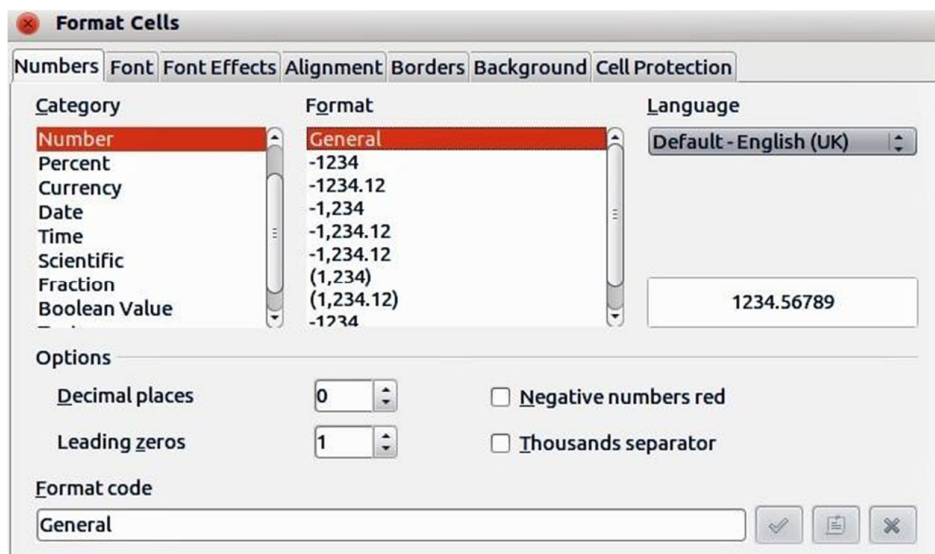 Format Cells
Numbers Font Font Effects Alignment Borders Background Cell Protection
Category
Number
Percent
Currency
Date
Time
Scientific
Fraction
Boolean Value
Format
General
-1234
-1234.12
-1,234
-1,234.12
-1,234.12
(1,234)
(1,234.12)
-1234
Language
Default - English (UK)
1234.56789
Options
Decimal places 0
Negative numbers red
Leading zeros 1
Thousands separator
Format code
General